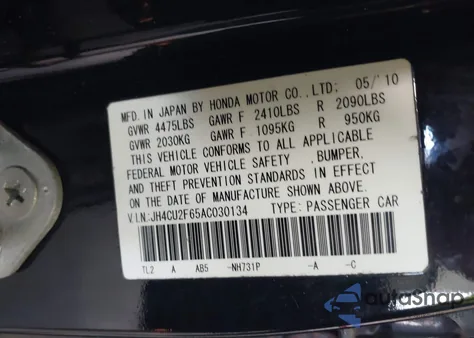 MFD. IN JAPAN BY HONDA MOTOR CO., LTD; 05/'10
GVWR 4475LBS GAWR F 2410LBS R 2090LBS
GVWR 2030KG GAWR F 1095KG R 950KG
THIS VEHICLE CONFORMS TO ALL APPLICABLE
FEDERAL MOTOR VEHICLE SAFETY ,BUMPER,
AND THEFT PREVENTION STANDARDS IN EFFECT
ON THE DATE OF MANUFACTURE SHOWN ABOVE.
V.I.N:JH4CU2F65AC030134 TYPE: PASSENGER CAR
TL2 A AB5 -NH731P -A -C
autaSnap